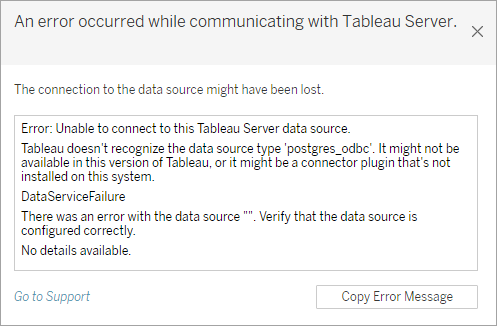 An error occurred while communicating with Tableau Server.
The connection to the data source might have been lost.
Error: Unable to connect to this Tableau Server data source.
Tableau doesn't recognize the data source type 'postgres_odbc'. It might not be
available in this version of Tableau, or it might be a connector plugin that's not
installed on this system.
DataServiceFailure
There was an error with the data source "". Verify that the data source is
configured correctly.
No details available.
Go to Support
Copy Error Message